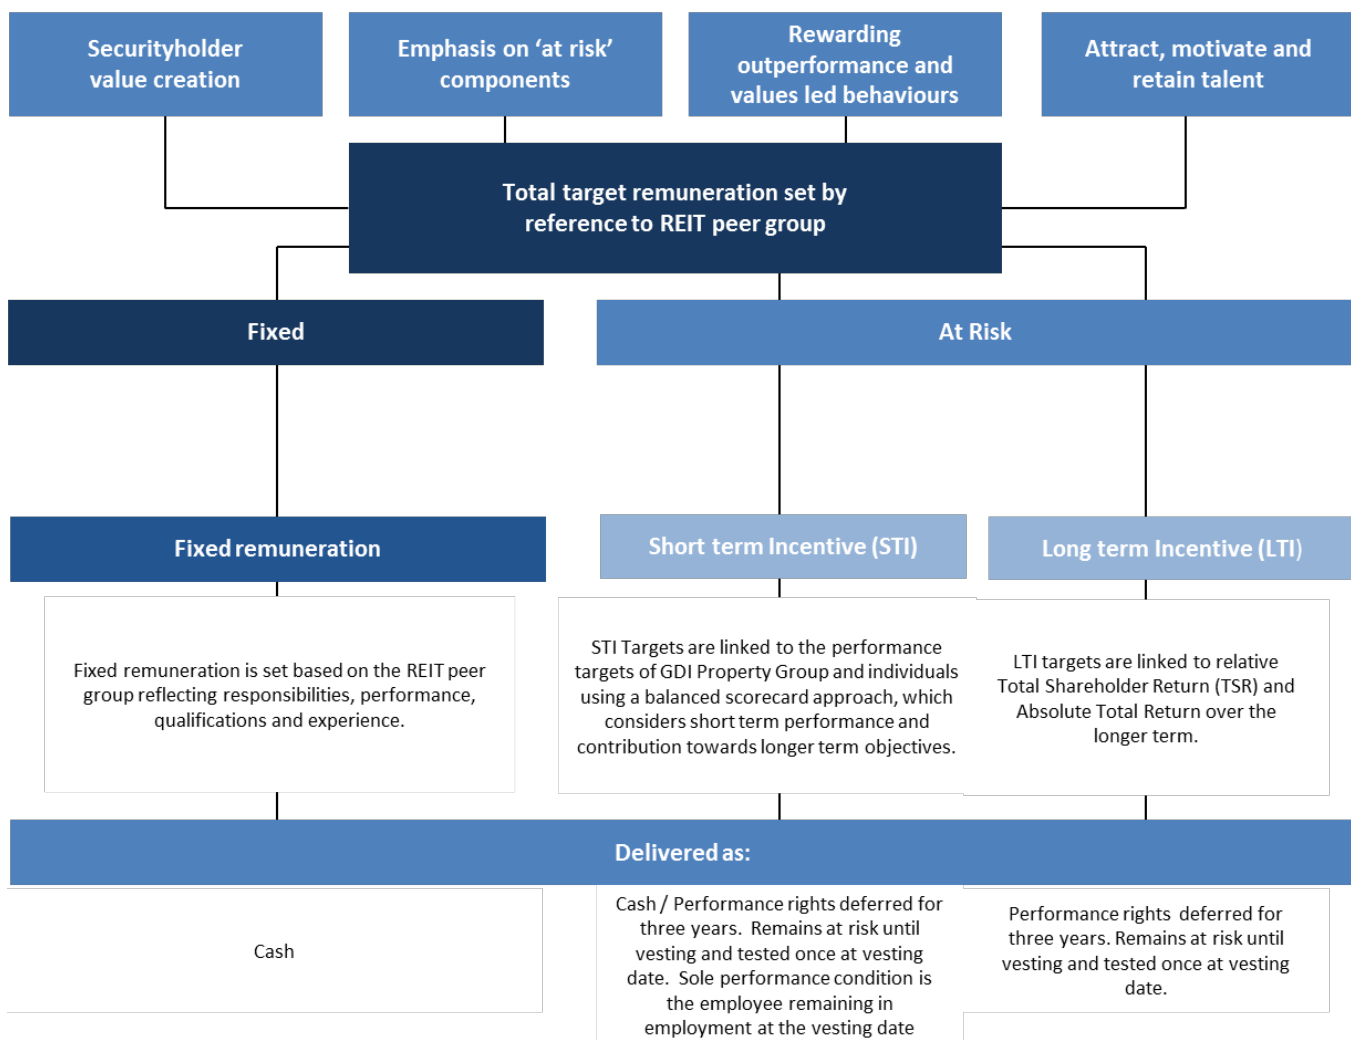 Securityholder
value creation
Emphasis on ‘at risk’
components
Rewarding
outperformance and
values led behaviours
Attract, motivate and
retain talent
Total target remuneration set by
reference to REIT peer group
Fixed
At Risk
Fixed remuneration
Short term Incentive (STI)
Long term Incentive (LTI)
Fixed remuneration is set based on the REIT peer
group reflecting responsibilities, performance,
qualifications and experience.
STI Targets are linked to the performance
targets of GDI Property Group and individuals
using a balanced scorecard approach, which
considers short term performance and
contribution towards longer term objectives.
LTI targets are linked to relative
Total Shareholder Return (TSR) and
Absolute Total Return over the
longer term.
Delivered as:
Cash
Cash / Performance rights deferred for
three years. Remains at risk until
vesting and tested once at vesting
date. Sole performance condition is
the employee remaining in
employment at the vesting date
Performance rights deferred for
three years. Remains at risk until
vesting and tested once at vesting
date.